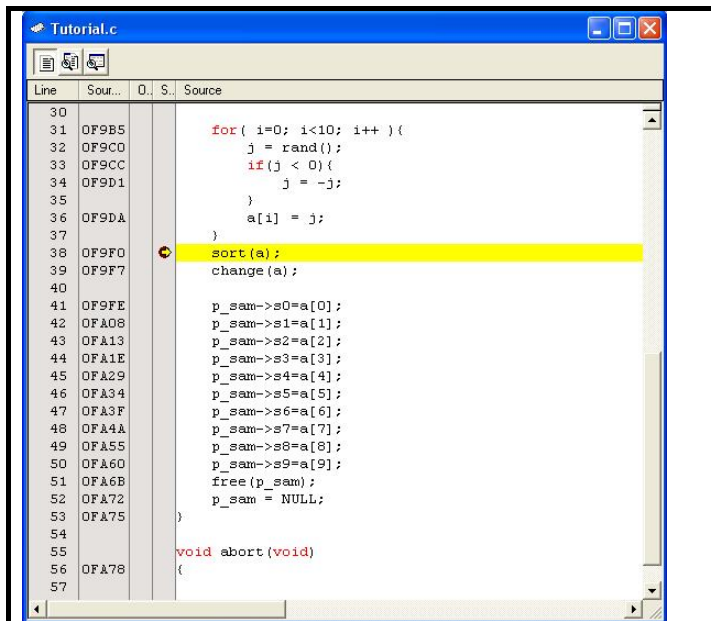 Tutorial.c
Line Sour... O.. S.. Source
30
31 0F9B5 for( i=0; i<10; i++ ){
32 0F9C0 j = rand();
33 0F9CC if(j < 0){
34 0F9D1 j = -j;
35 }
36 0F9DA a[i] = j;
37 }
38 0F9F0 sort(a);
39 0F9F7 change(a);
40
41 0F9FE p_sam->s0=a[0];
42 0FA08 p_sam->s1=a[1];
43 0FA13 p_sam->s2=a[2];
44 0FA1E p_sam->s3=a[3];
45 0FA29 p_sam->s4=a[4];
46 0FA34 p_sam->s5=a[5];
47 0FA3F p_sam->s6=a[6];
48 0FA4A p_sam->s7=a[7];
49 0FA55 p_sam->s8=a[8];
50 0FA60 p_sam->s9=a[9];
51 0FA6B free(p_sam);
52 0FA72 p_sam = NULL;
53 0FA75 }
54
55 void abort(void)
56 0FA78 {
57